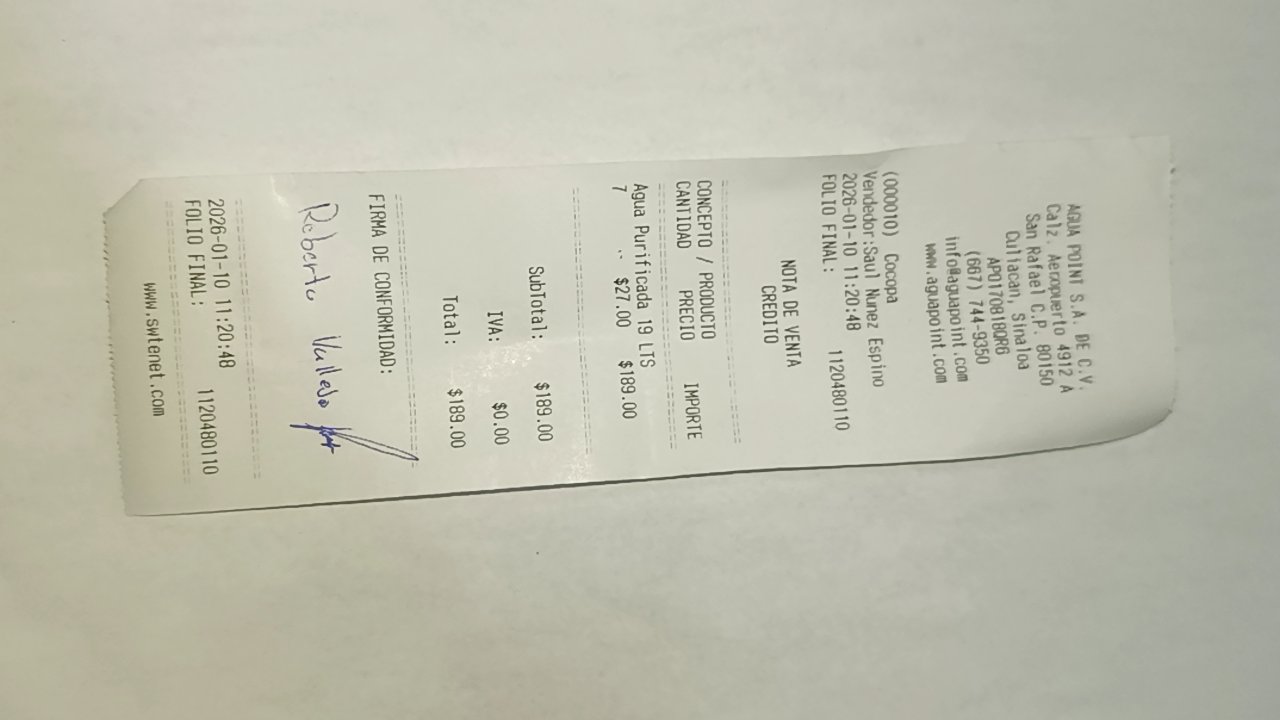 AGUA POINT S.A. DE C.V.
Calz. Aeropuerto 4912 A
San Rafael C.P. 80150
Culiacan, Sinaloa
APO170818QR6
(667) 744-9350
info@aguapoint.com
www.aguapoint.com
(000010) Cocopa
Vendedor:Saul Nunez Espino
2026-01-10 11:20:48
FOLIO FINAL: 1120480110
NOTA DE VENTA
CREDITO
CONCEPTO / PRODUCTO
CANTIDAD PRECIO IMPORTE
Agua Purificada 19 LTS
7 $27.00 $189.00
SubTotal: $189.00
IVA: $0.00
Total: $189.00
FIRMA DE CONFORMIDAD:
Roberto
2026-01-10 11:20:48
FOLIO FINAL: 1120480110
www.swtenet.com